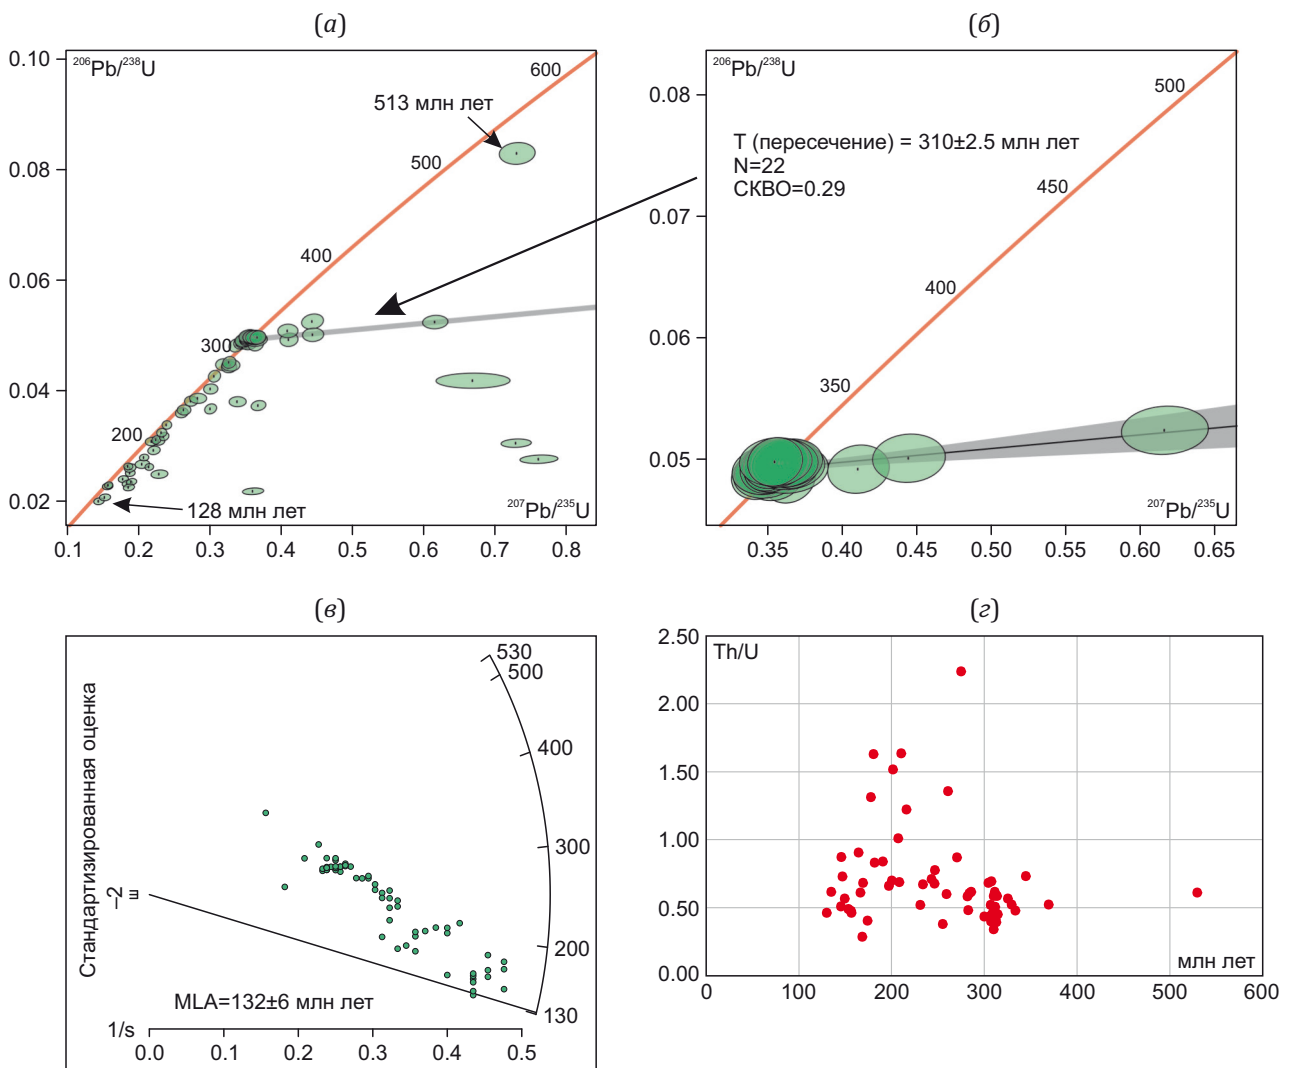 (а)
0.10
0.08
0.06
0.04
0.02
²⁰⁶Pb/²³⁸U
600
513 млн лет
500
400
300
200
128 млн лет
²⁰⁷Pb/²³⁵U
0.1 0.2 0.3 0.4 0.5 0.6 0.7 0.8
(б)
0.08
0.07
0.06
0.05
²⁰⁶Pb/²³⁸U
500
T (пересечение) = 310±2.5 млн лет
N=22
СКВО=0.29
450
400
350
²⁰⁷Pb/²³⁵U
0.35 0.40 0.45 0.50 0.55 0.60 0.65
(в)
Стандартизированная оценка
530
500
400
300
200
130
MLA=132±6 млн лет
1/s
0.0 0.1 0.2 0.3 0.4 0.5
(г)
2.50
2.00
1.50
1.00
0.50
0.00
Th/U
млн лет
0 100 200 300 400 500 600